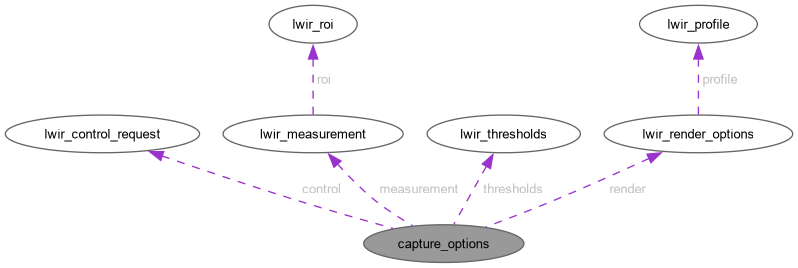 lwir_roi
lwir_profile
roi
profile
lwir_control_request
lwir_measurement
lwir_thresholds
lwir_render_options
control
measurement
thresholds
render
capture_options